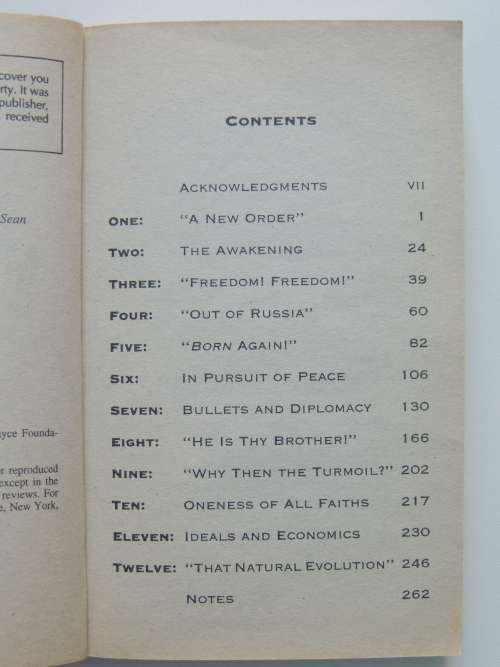 cover you
rty. It was
publisher,
received
Sean
ayce Founda-
or reproduced
except in the
reviews. For
e, New York,
CONTENTS
ACKNOWLEDGMENTS VII
ONE: "A NEW ORDER" 1
TWO: THE AWAKENING 24
THREE: "FREEDOM! FREEDOM!" 39
FOUR: "OUT OF RUSSIA" 60
FIVE: "BORN AGAIN!" 82
SIX: IN PURSUIT OF PEACE 106
SEVEN: BULLETS AND DIPLOMACY 130
EIGHT: "HE IS THY BROTHER!" 166
NINE: "WHY THEN THE TURMOIL?" 202
TEN: ONENESS OF ALL FAITHS 217
ELEVEN: IDEALS AND ECONOMICS 230
TWELVE: "THAT NATURAL EVOLUTION" 246
NOTES 262